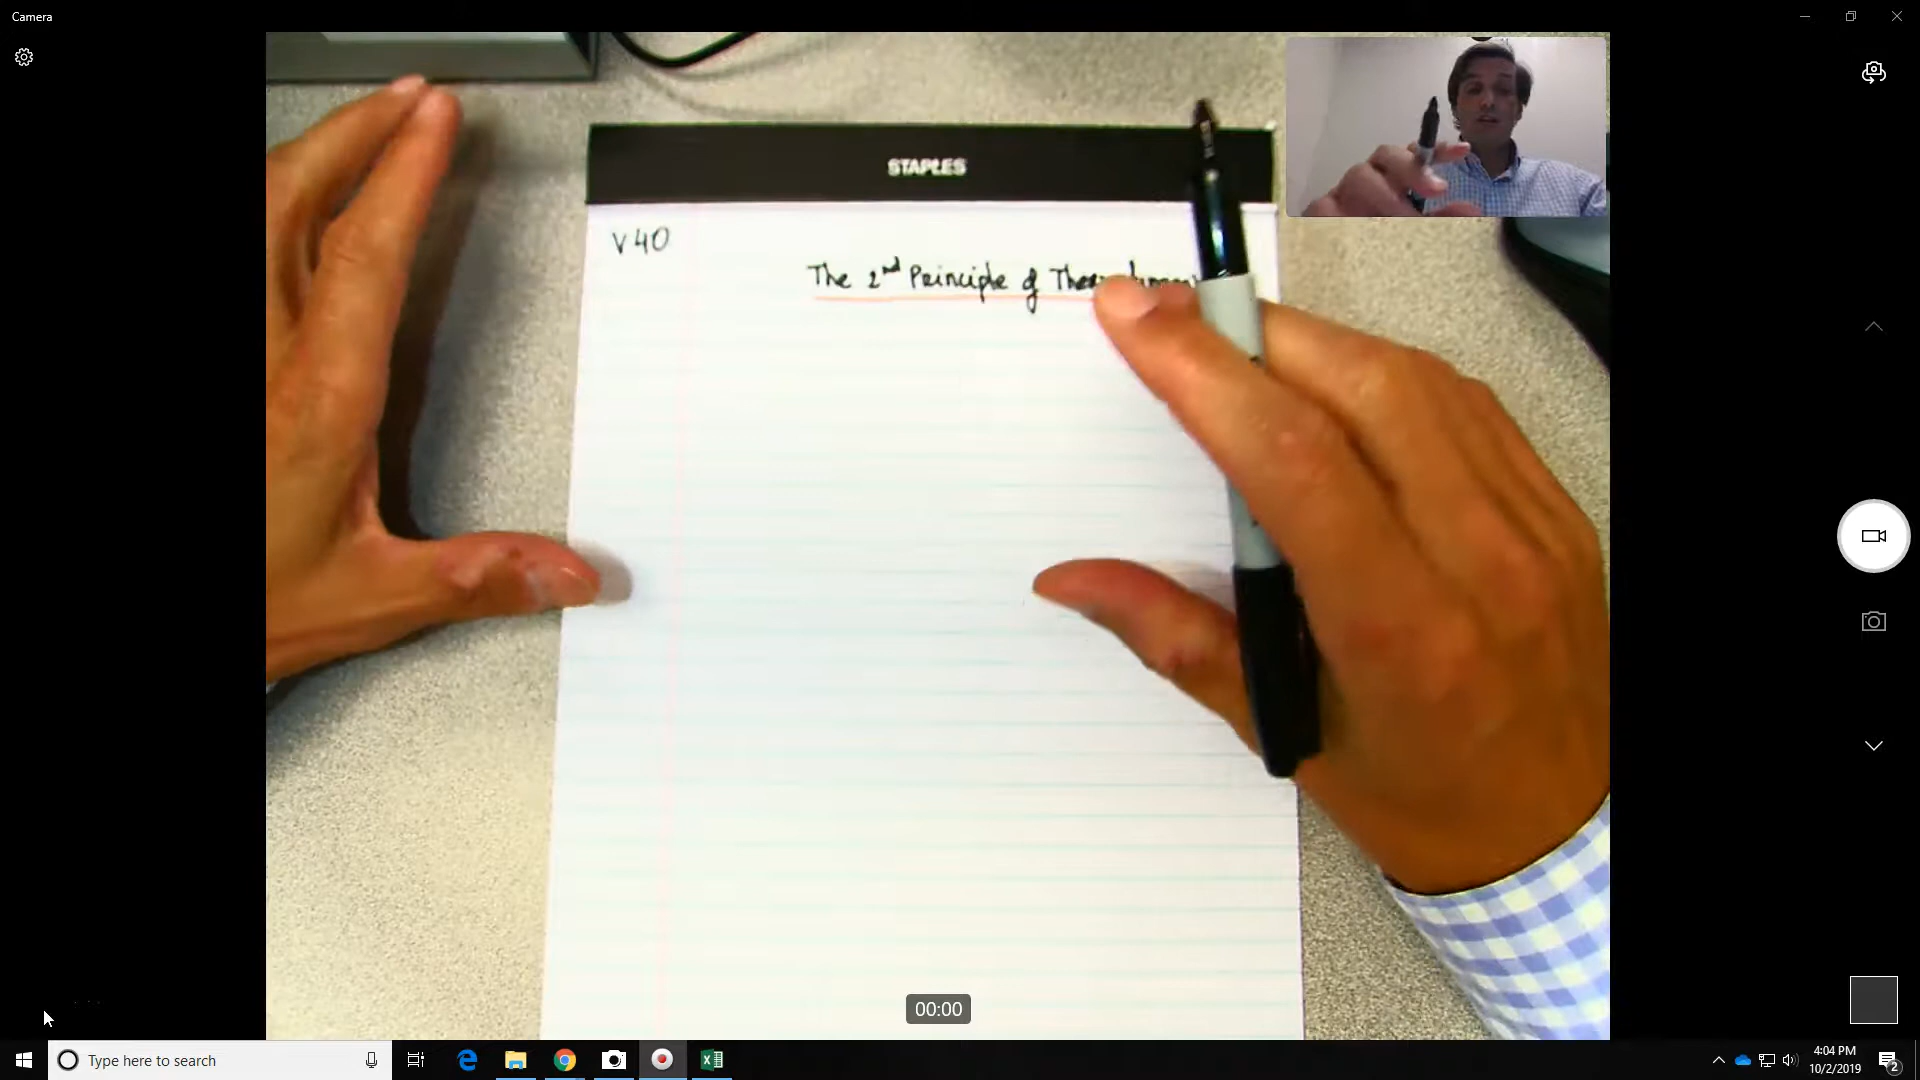 Camera
STAPLES
V40
The 2nd Principle of
00:00
Type here to search
4:04 PM
10/2/2019
2